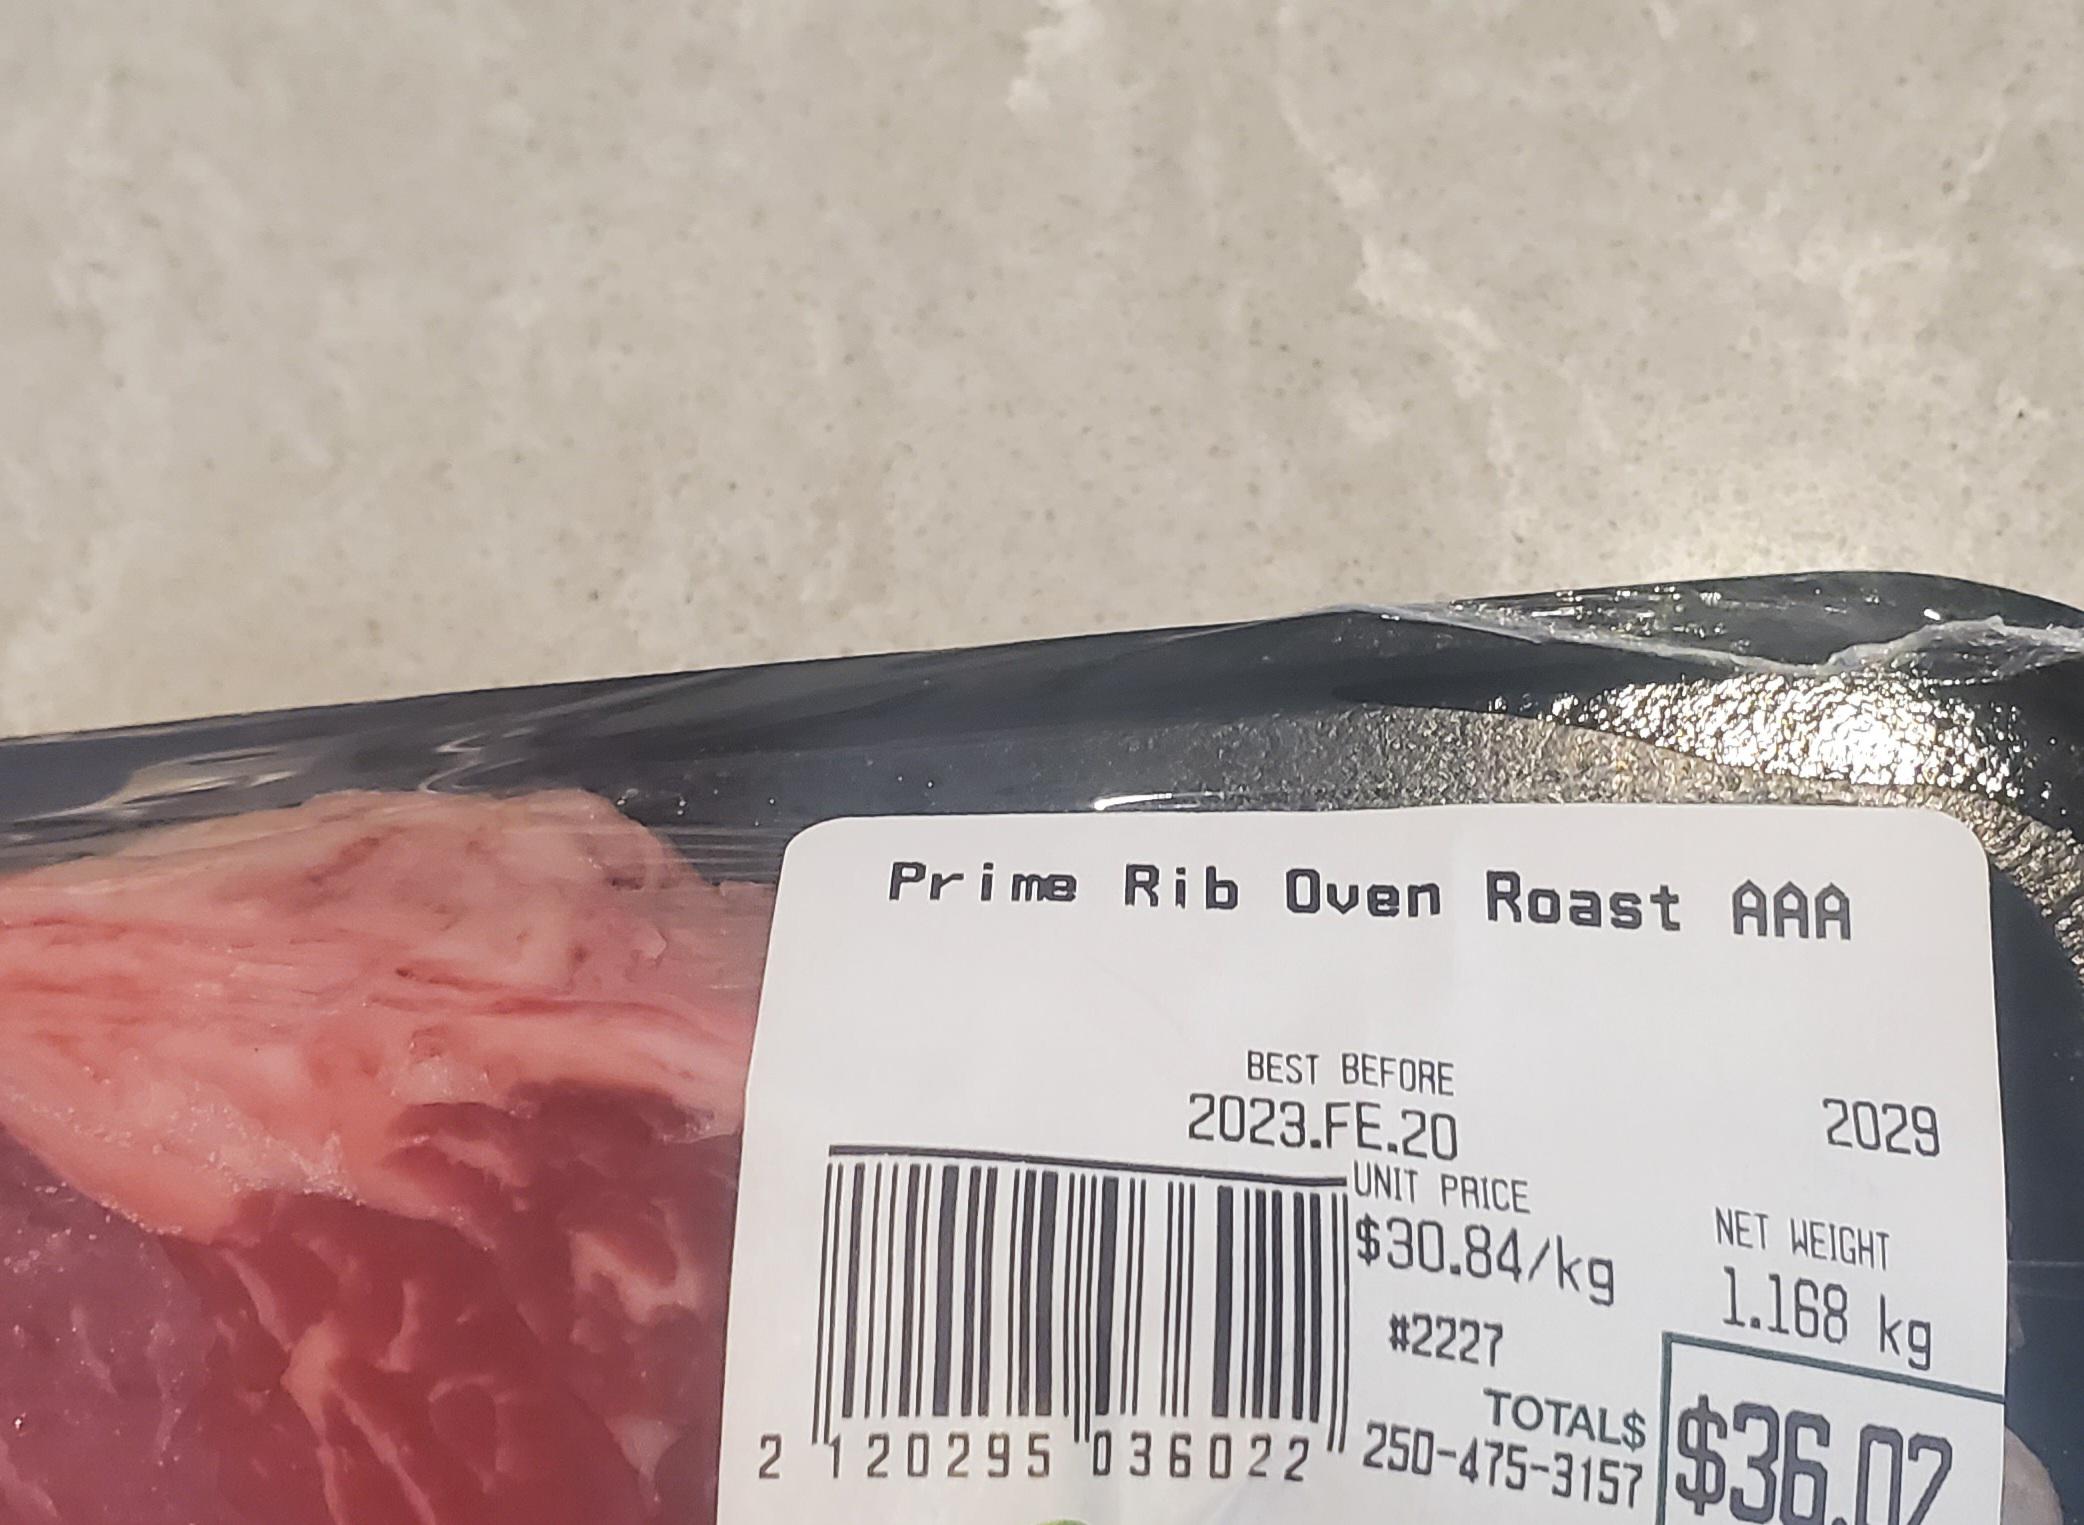 Prime Rib Oven Roast AAA
BEST BEFORE
2023.FE.20
2029
UNIT PRICE
$30.84/kg
NET WEIGHT
1.168 kg
#2227
TOTAL$
$36.02
250-475-3157
2 120295 036022